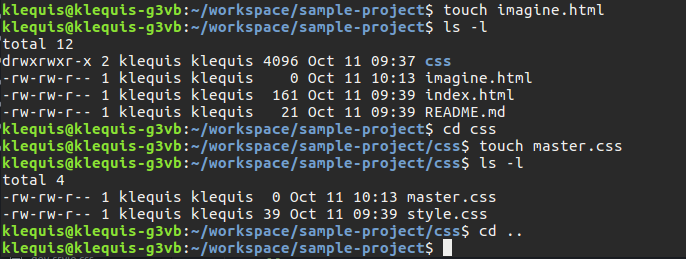 klequis@klequis-g3vb:~/workspace/sample-project$ touch imagine.html
klequis@klequis-g3vb:~/workspace/sample-project$ ls -l
total 12
drwxrwxr-x 2 klequis klequis 4096 Oct 11 09:37 css
-rw-rw-r-- 1 klequis klequis    0 Oct 11 10:13 imagine.html
-rw-rw-r-- 1 klequis klequis  161 Oct 11 09:39 index.html
-rw-rw-r-- 1 klequis klequis   21 Oct 11 09:39 README.md
klequis@klequis-g3vb:~/workspace/sample-project$ cd css
klequis@klequis-g3vb:~/workspace/sample-project/css$ touch master.css
klequis@klequis-g3vb:~/workspace/sample-project/css$ ls -l
total 4
-rw-rw-r-- 1 klequis klequis  0 Oct 11 10:13 master.css
-rw-rw-r-- 1 klequis klequis 39 Oct 11 09:39 style.css
klequis@klequis-g3vb:~/workspace/sample-project/css$ cd ..
klequis@klequis-g3vb:~/workspace/sample-project$